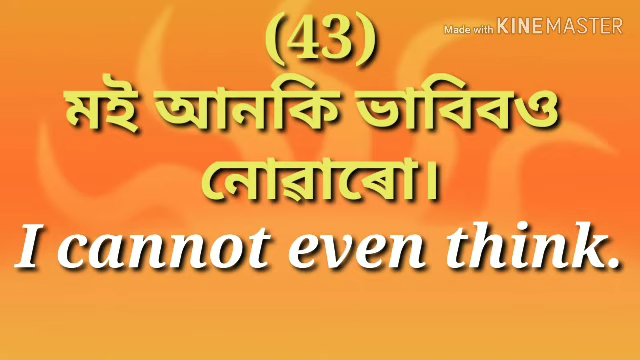 (43)
Made with KINEMASTER
মই আনকি ভাবিবও
নোৱাৰো।
I cannot even think.